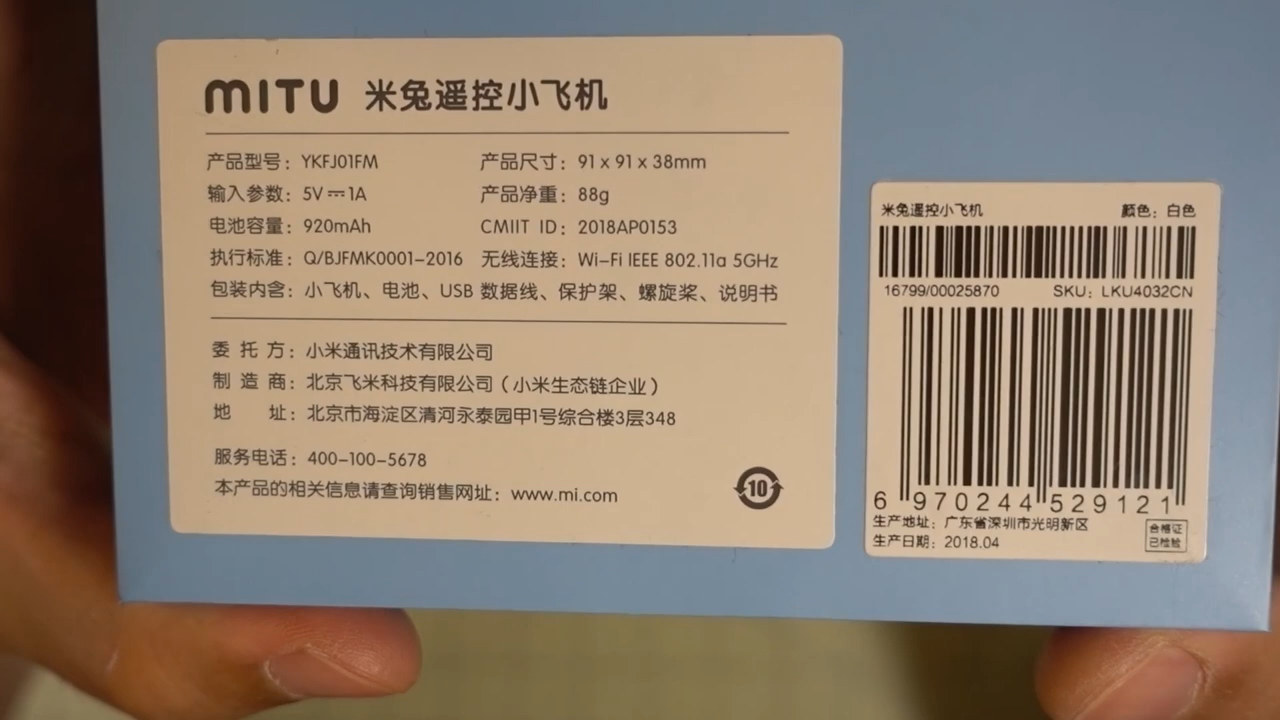 MITU 米兔遥控小飞机
产品型号：YKFJ01FM 产品尺寸：91 x 91 x 38mm
输入参数：5V⎓1A 产品净重：88g
电池容量：920mAh CMIIT ID：2018AP0153
执行标准：Q/BJFMK0001-2016 无线连接：Wi-Fi IEEE 802.11a 5GHz
包装内含：小飞机、电池、USB 数据线、保护架、螺旋桨、说明书
委 托 方：小米通讯技术有限公司
制 造 商：北京飞米科技有限公司（小米生态链企业）
地 址：北京市海淀区清河永泰园甲1号综合楼3层348
服务电话：400-100-5678
本产品的相关信息请查询销售网址：www.mi.com
10
米兔遥控小飞机 颜色：白色
16799/00025870 SKU：LKU4032CN
6 970244 529121
生产地址：广东省深圳市光明新区
生产日期：2018.04
合格证
已检验